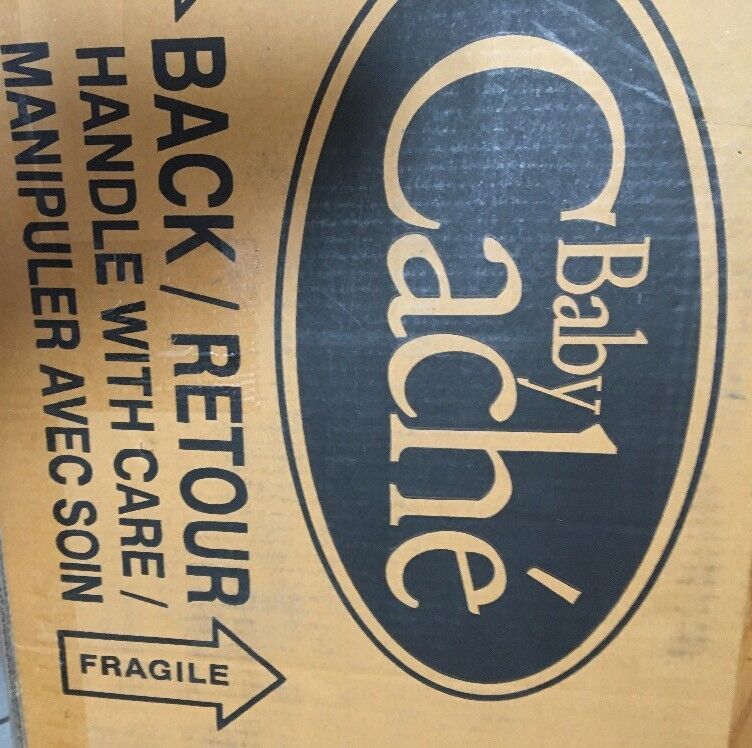 Baby
Caché
BACK / RETOUR
HANDLE WITH CARE /
MANIPULER AVEC SOIN
FRAGILE